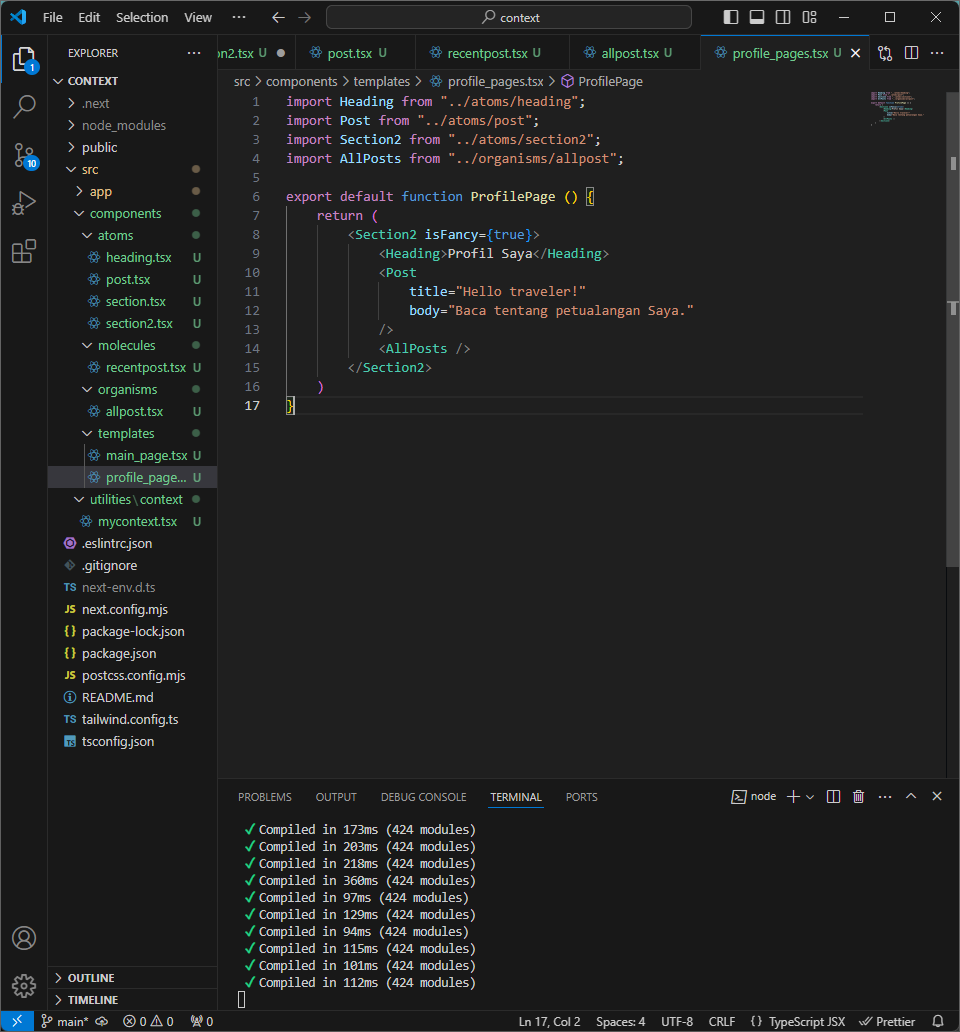 File Edit Selection View ··· context
EXPLORER ···
CONTEXT
.next
node_modules
public
src
app
components
atoms
heading.tsx U
post.tsx U
section.tsx U
section2.tsx U
molecules
recentpost.tsx U
organisms
allpost.tsx U
templates
main_page.tsx U
profile_page... U
utilities\context
mycontext.tsx U
.eslintrc.json
.gitignore
TS next-env.d.ts
JS next.config.mjs
{} package-lock.json
{} package.json
JS postcss.config.mjs
README.md
TS tailwind.config.ts
TS tsconfig.json
OUTLINE
TIMELINE
1
10
on2.tsx U post.tsx U recentpost.tsx U allpost.tsx U profile_pages.tsx U
src > components > templates > profile_pages.tsx > ProfilePage
1 import Heading from "../atoms/heading";
2 import Post from "../atoms/post";
3 import Section2 from "../atoms/section2";
4 import AllPosts from "../organisms/allpost";
5
6 export default function ProfilePage () {
7 return (
8 <Section2 isFancy={true}>
9 <Heading>Profil Saya</Heading>
10 <Post
11 title="Hello traveler!"
12 body="Baca tentang petualangan Saya."
13 />
14 <AllPosts />
15 </Section2>
16 )
17 }
PROBLEMS OUTPUT DEBUG CONSOLE TERMINAL PORTS node
✓ Compiled in 173ms (424 modules)
✓ Compiled in 203ms (424 modules)
✓ Compiled in 218ms (424 modules)
✓ Compiled in 360ms (424 modules)
✓ Compiled in 97ms (424 modules)
✓ Compiled in 129ms (424 modules)
✓ Compiled in 94ms (424 modules)
✓ Compiled in 115ms (424 modules)
✓ Compiled in 101ms (424 modules)
✓ Compiled in 112ms (424 modules)
main* 0 0 0 Ln 17, Col 2 Spaces: 4 UTF-8 CRLF {} TypeScript JSX Prettier